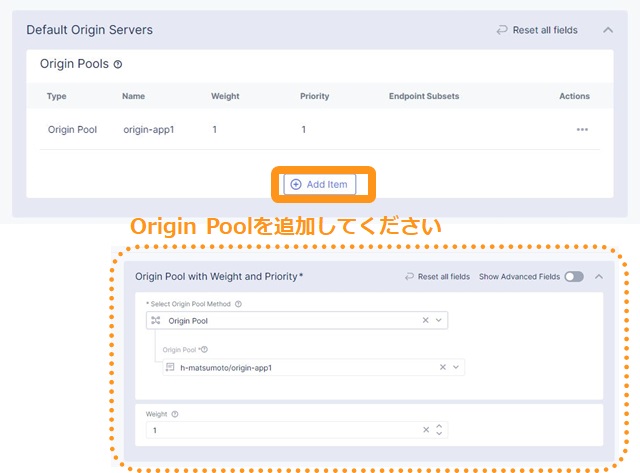 Default Origin Servers
Reset all fields
Origin Pools
Type Name Weight Priority Endpoint Subsets Actions
Origin Pool origin-app1 1 1
Add Item
Origin Poolを追加してください
Origin Pool with Weight and Priority*
Reset all fields Show Advanced Fields
* Select Origin Pool Method
Origin Pool
Origin Pool *
h-matsumoto/origin-app1
Weight
1